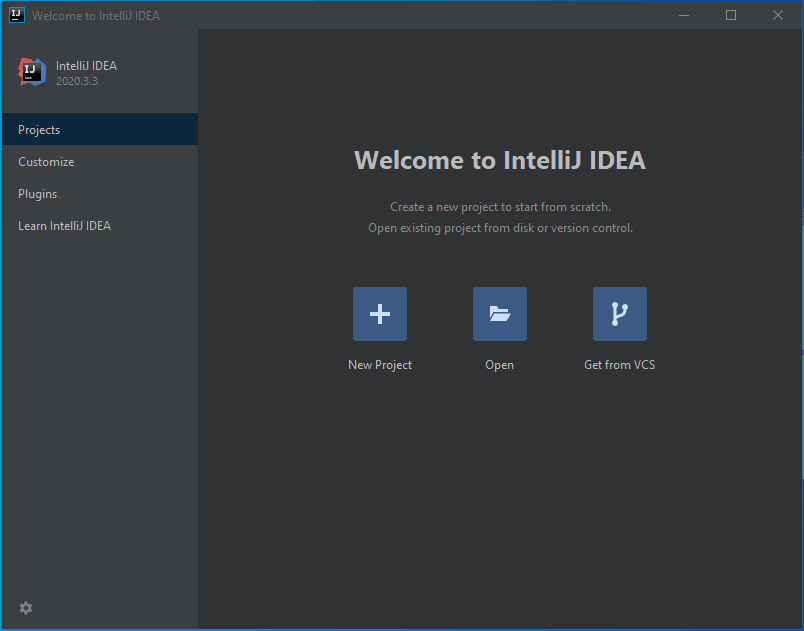 Welcome to IntelliJ IDEA
IntelliJ IDEA
2020.3.3
Projects
Customize
Plugins
Learn IntelliJ IDEA
Welcome to IntelliJ IDEA
Create a new project to start from scratch.
Open existing project from disk or version control.
New Project
Open
Get from VCS